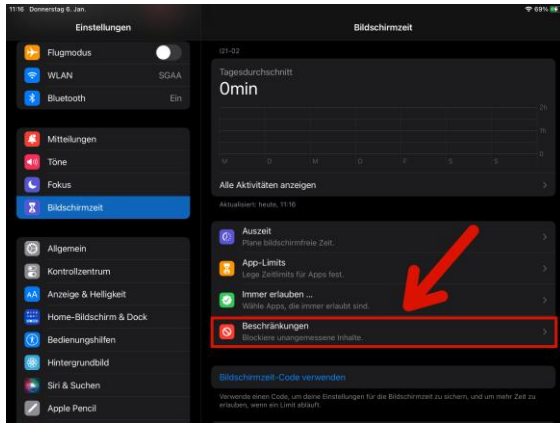 11:16 Donnerstag 6. Jan.
69%
Einstellungen
Flugmodus
WLAN SGAA
Bluetooth Ein
Mitteilungen
Töne
Fokus
Bildschirmzeit
Allgemein
Kontrollzentrum
AA Anzeige & Helligkeit
Home-Bildschirm & Dock
Bedienungshilfen
Hintergrundbild
Siri & Suchen
Apple Pencil
Bildschirmzeit
I21-02
Tagesdurchschnitt
0min
2h
1h
0
M D M D F S S
Alle Aktivitäten anzeigen
Aktualisiert: heute, 11:16
Auszeit
Plane bildschirmfreie Zeit.
App-Limits
Lege Zeitlimits für Apps fest.
Immer erlauben ...
Wähle Apps, die immer erlaubt sind.
Beschränkungen
Blockiere unangemessene Inhalte.
Bildschirmzeit-Code verwenden
Verwende einen Code, um deine Einstellungen für die Bildschirmzeit zu sichern, und um mehr Zeit zu
erlauben, wenn ein Limit abläuft.